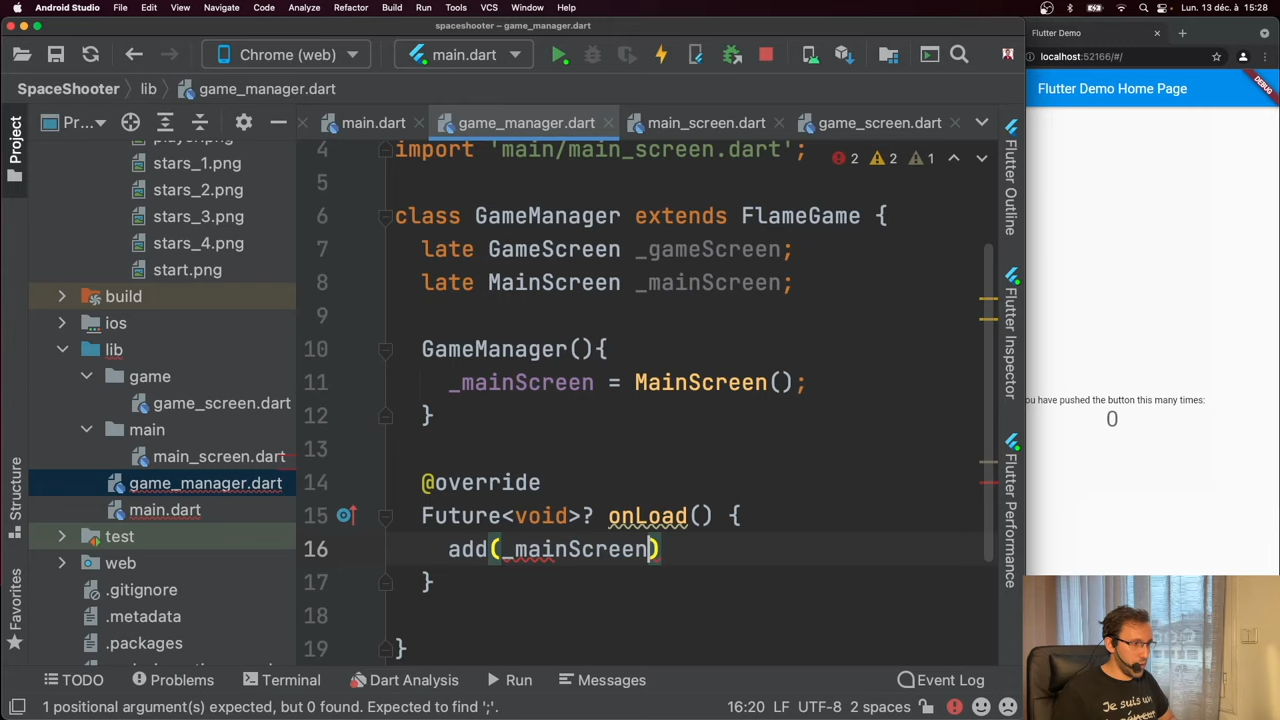 Android Studio File Edit View Navigate Code Analyze Refactor Build Run Tools VCS Window Help Lun. 13 déc. à 15:28
spaceshooter – game_manager.dart
Flutter Demo
Chrome (web) main.dart
localhost:52166/#/
SpaceShooter lib game_manager.dart
Flutter Demo Home Page
DEBUG
Project
Pr...
main.dart game_manager.dart main_screen.dart game_screen.dart
stars_1.png
stars_2.png
stars_3.png
stars_4.png
start.png
build
ios
lib
game
game_screen.dart
main
main_screen.dart
game_manager.dart
main.dart
test
web
.gitignore
.metadata
.packages
Structure
Favorites
2 2 1
4 import 'main/main_screen.dart';
5
6 class GameManager extends FlameGame {
7 late GameScreen _gameScreen;
8 late MainScreen _mainScreen;
9
10 GameManager(){
11 _mainScreen = MainScreen();
12 }
13
14 @override
15 Future<void>? onLoad() {
16 add(_mainScreen)
17 }
18
19 }
Flutter Outline
Flutter Inspector
Flutter Performance
ou have pushed the button this many times:
0
Je suis un
TODO Problems Terminal Dart Analysis Run Messages Event Log
1 positional argument(s) expected, but 0 found. Expected to find ';'. 16:20 LF UTF-8 2 spaces